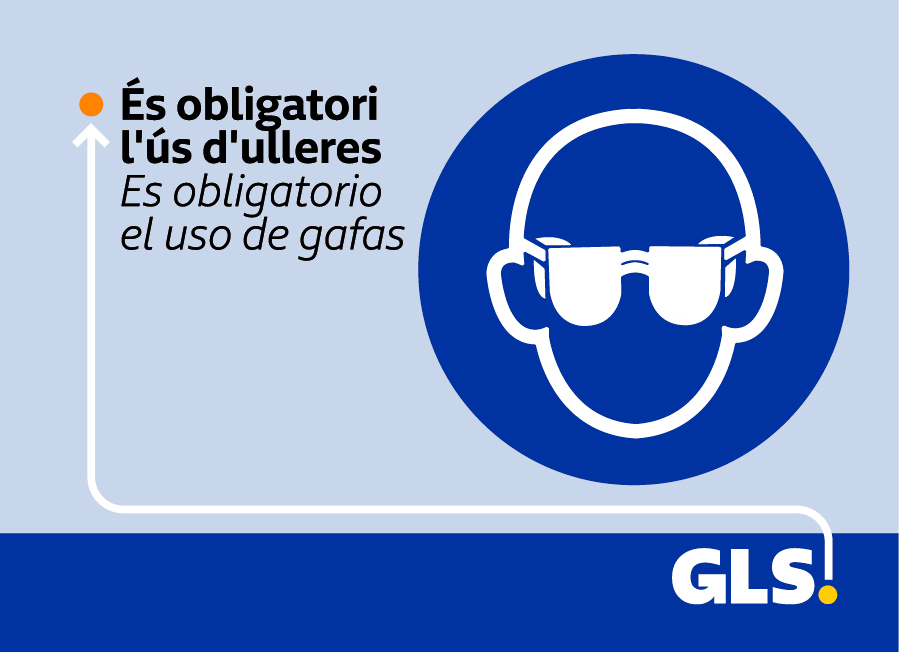 És obligatori
l'ús d'ulleres
Es obligatorio
el uso de gafas
GLS.